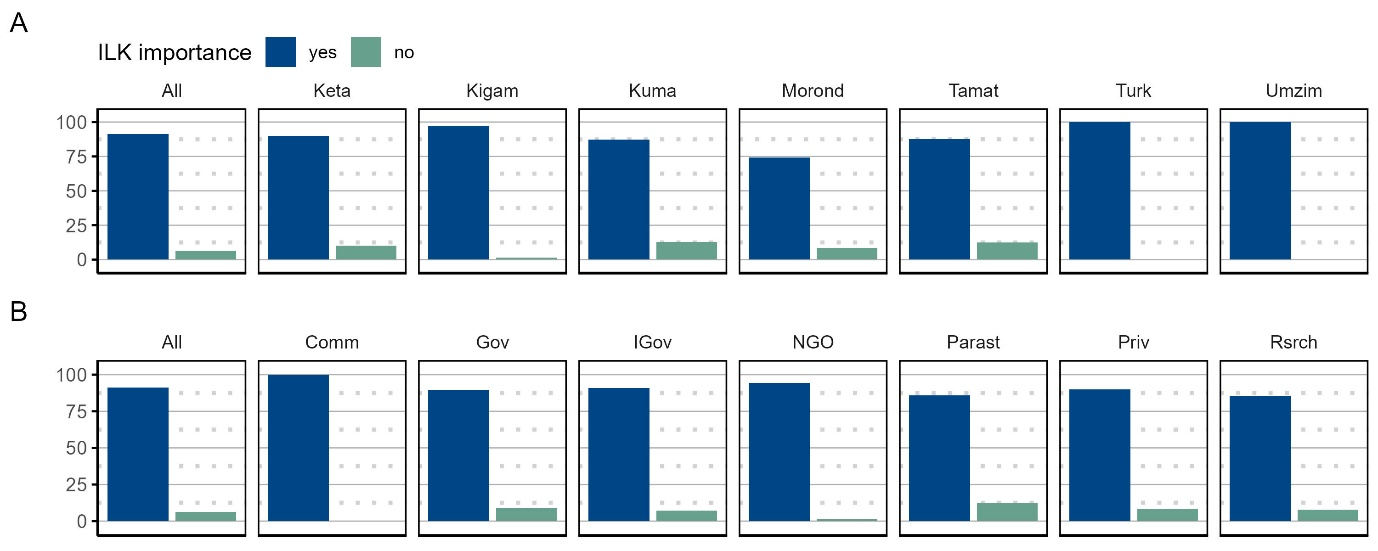 A
ILK importance yes no
All Keta Kigam Kuma Morond Tamat Turk Umzim
100
75
50
25
0
B
All Comm Gov IGov NGO Parast Priv Rsrch
100
75
50
25
0